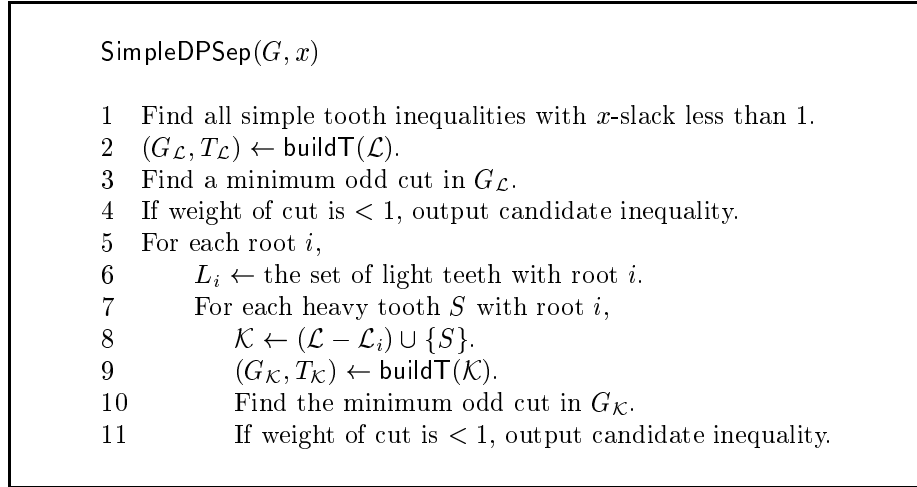 SimpleDPSep(G, x)
1 Find all simple tooth inequalities with x-slack less than 1.
2 (G_ℒ, T_ℒ) ← buildT(ℒ).
3 Find a minimum odd cut in G_ℒ.
4 If weight of cut is < 1, output candidate inequality.
5 For each root i,
6 L_i ← the set of light teeth with root i.
7 For each heavy tooth S with root i,
8 𝒦 ← (ℒ − ℒ_i) ∪ {S}.
9 (G_𝒦, T_𝒦) ← buildT(𝒦).
10 Find the minimum odd cut in G_𝒦.
11 If weight of cut is < 1, output candidate inequality.